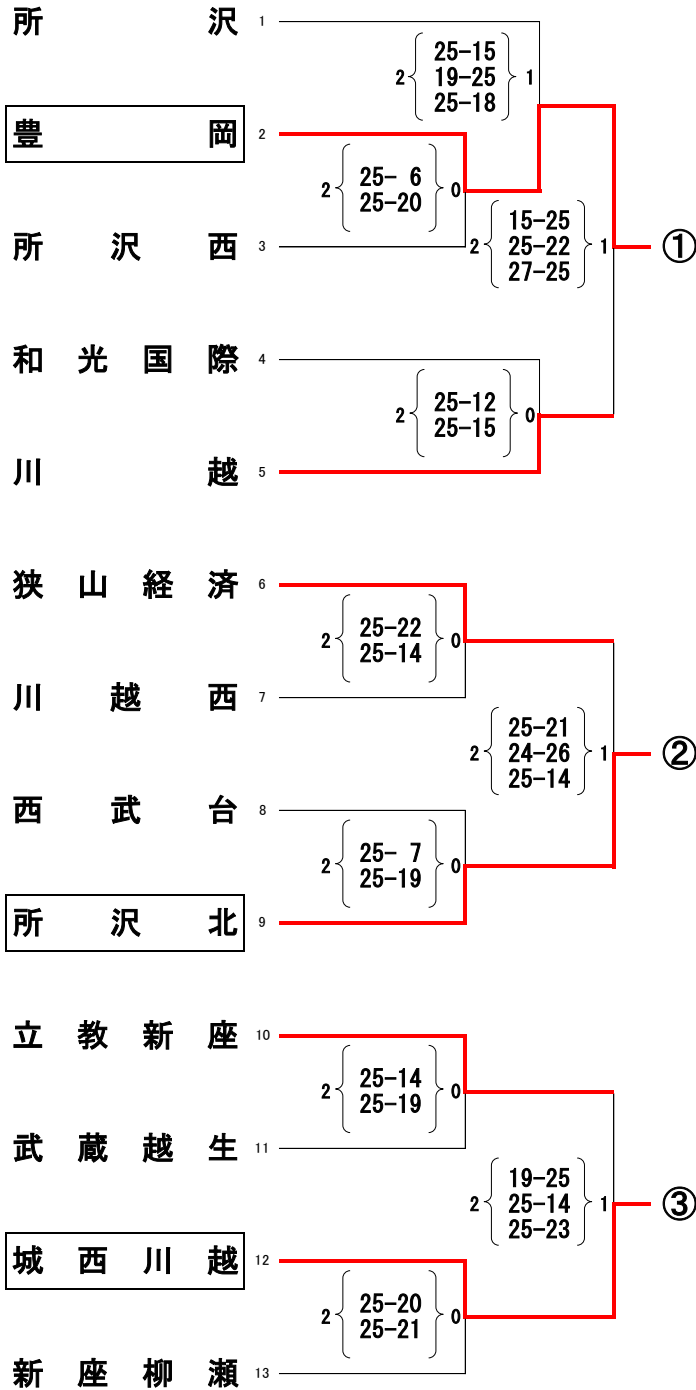 所沢 1
2 25-15 1
19-25
25-18
豊岡 2
2 25- 6 0
25-20
所沢西 3
2 15-25 1
25-22
27-25
①
和光国際 4
2 25-12 0
25-15
川越 5
狭山経済 6
2 25-22 0
25-14
川越西 7
2 25-21 1
24-26
25-14
②
西武台 8
2 25- 7 0
25-19
所沢北 9
立教新座 10
2 25-14 0
25-19
武蔵越生 11
2 19-25 1
25-14
25-23
③
城西川越 12
2 25-20 0
25-21
新座柳瀬 13